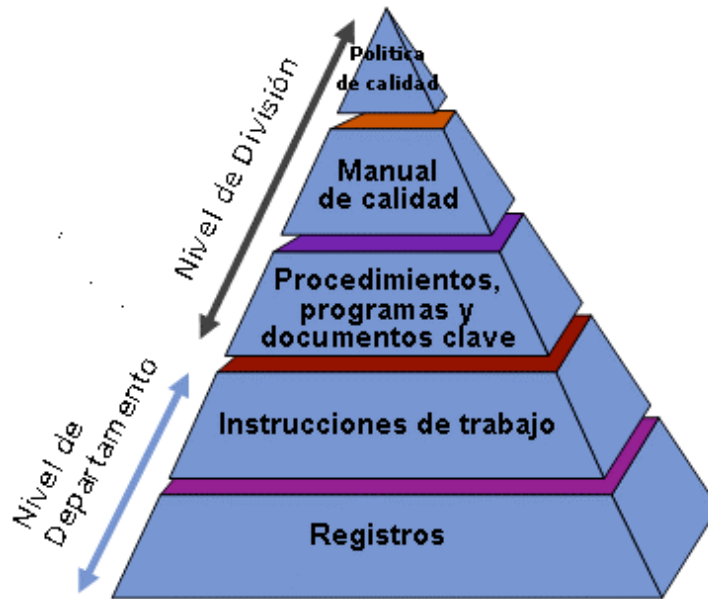 Politica
de calidad
Manual
de calidad
Procedimientos,
programas y
documentos clave
Instrucciones de trabajo
Registros
Nivel de División
Nivel de
Departamento